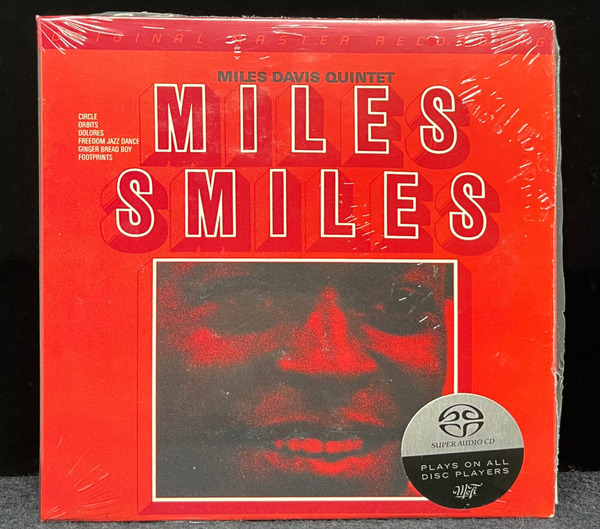 ORIGINAL MASTER RECORDING
MILES DAVIS QUINTET
MILES
SMILES
CIRCLE
ORBITS
DOLORES
FREEDOM JAZZ DANCE
GINGER BREAD BOY
FOOTPRINTS
SUPER AUDIO CD
PLAYS ON ALL
DISC PLAYERS
MoFi